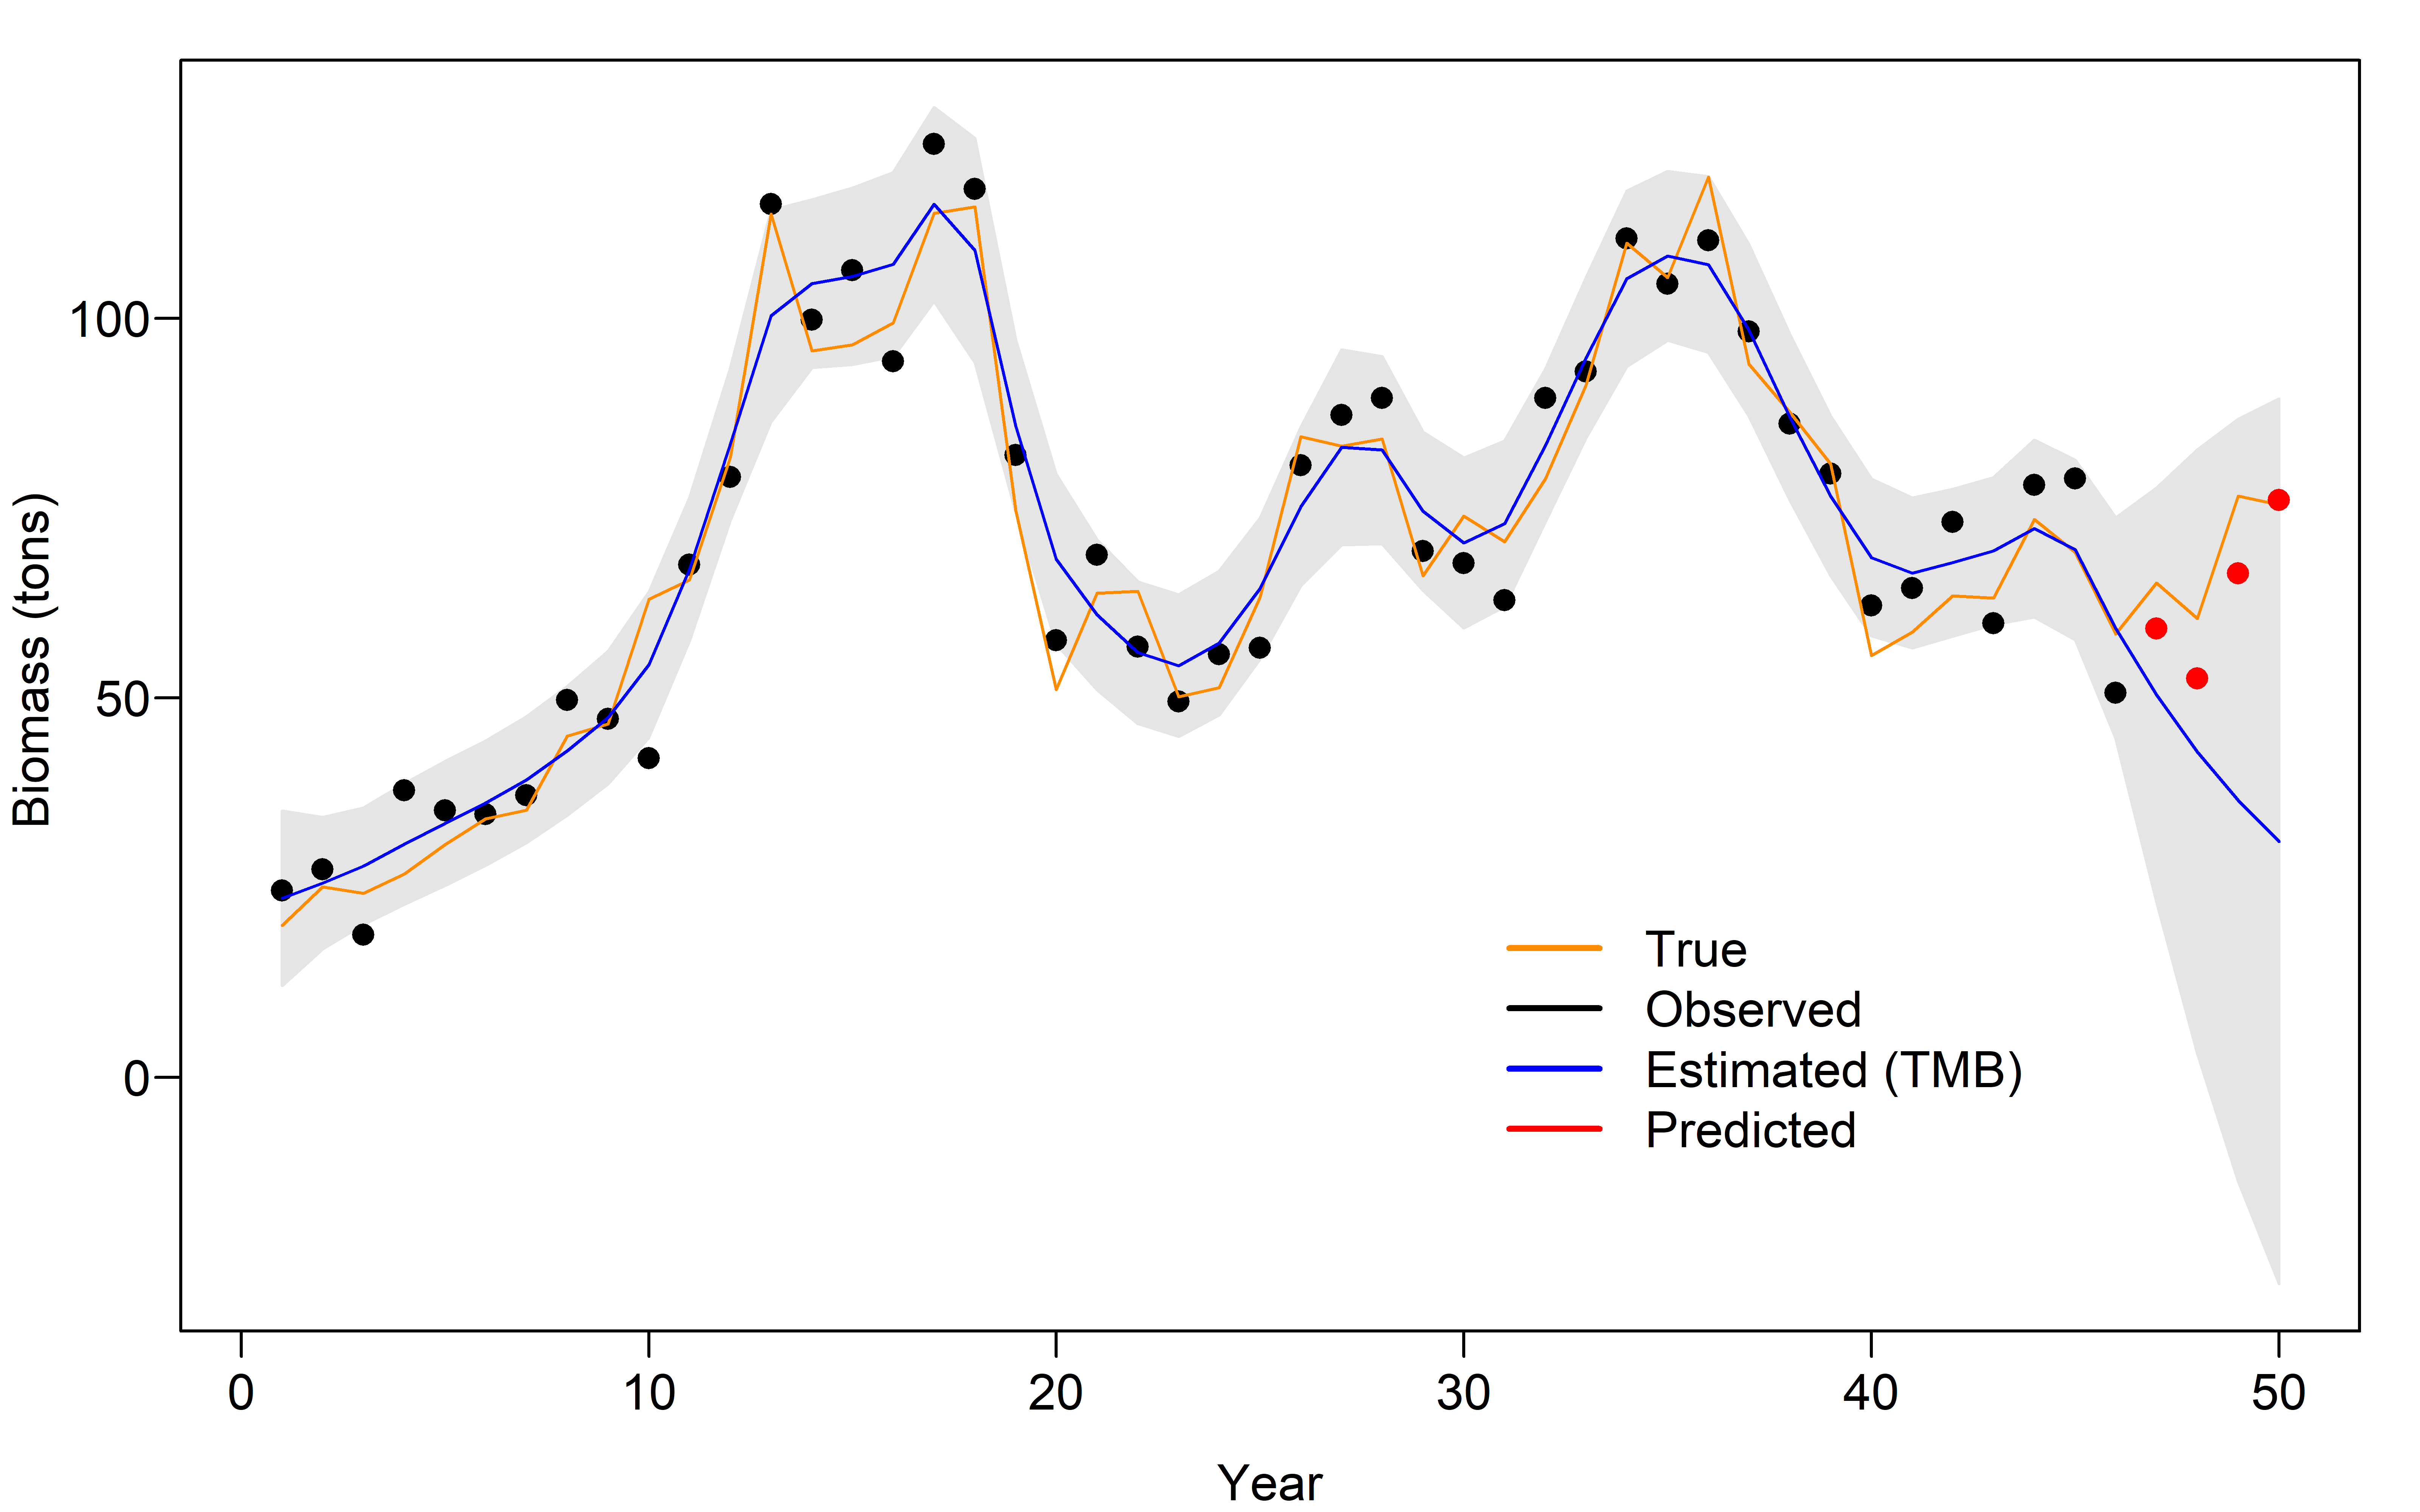 Biomass (tons)
100
50
0
True
Observed
Estimated (TMB)
Predicted
0 10 20 30 40 50
Year